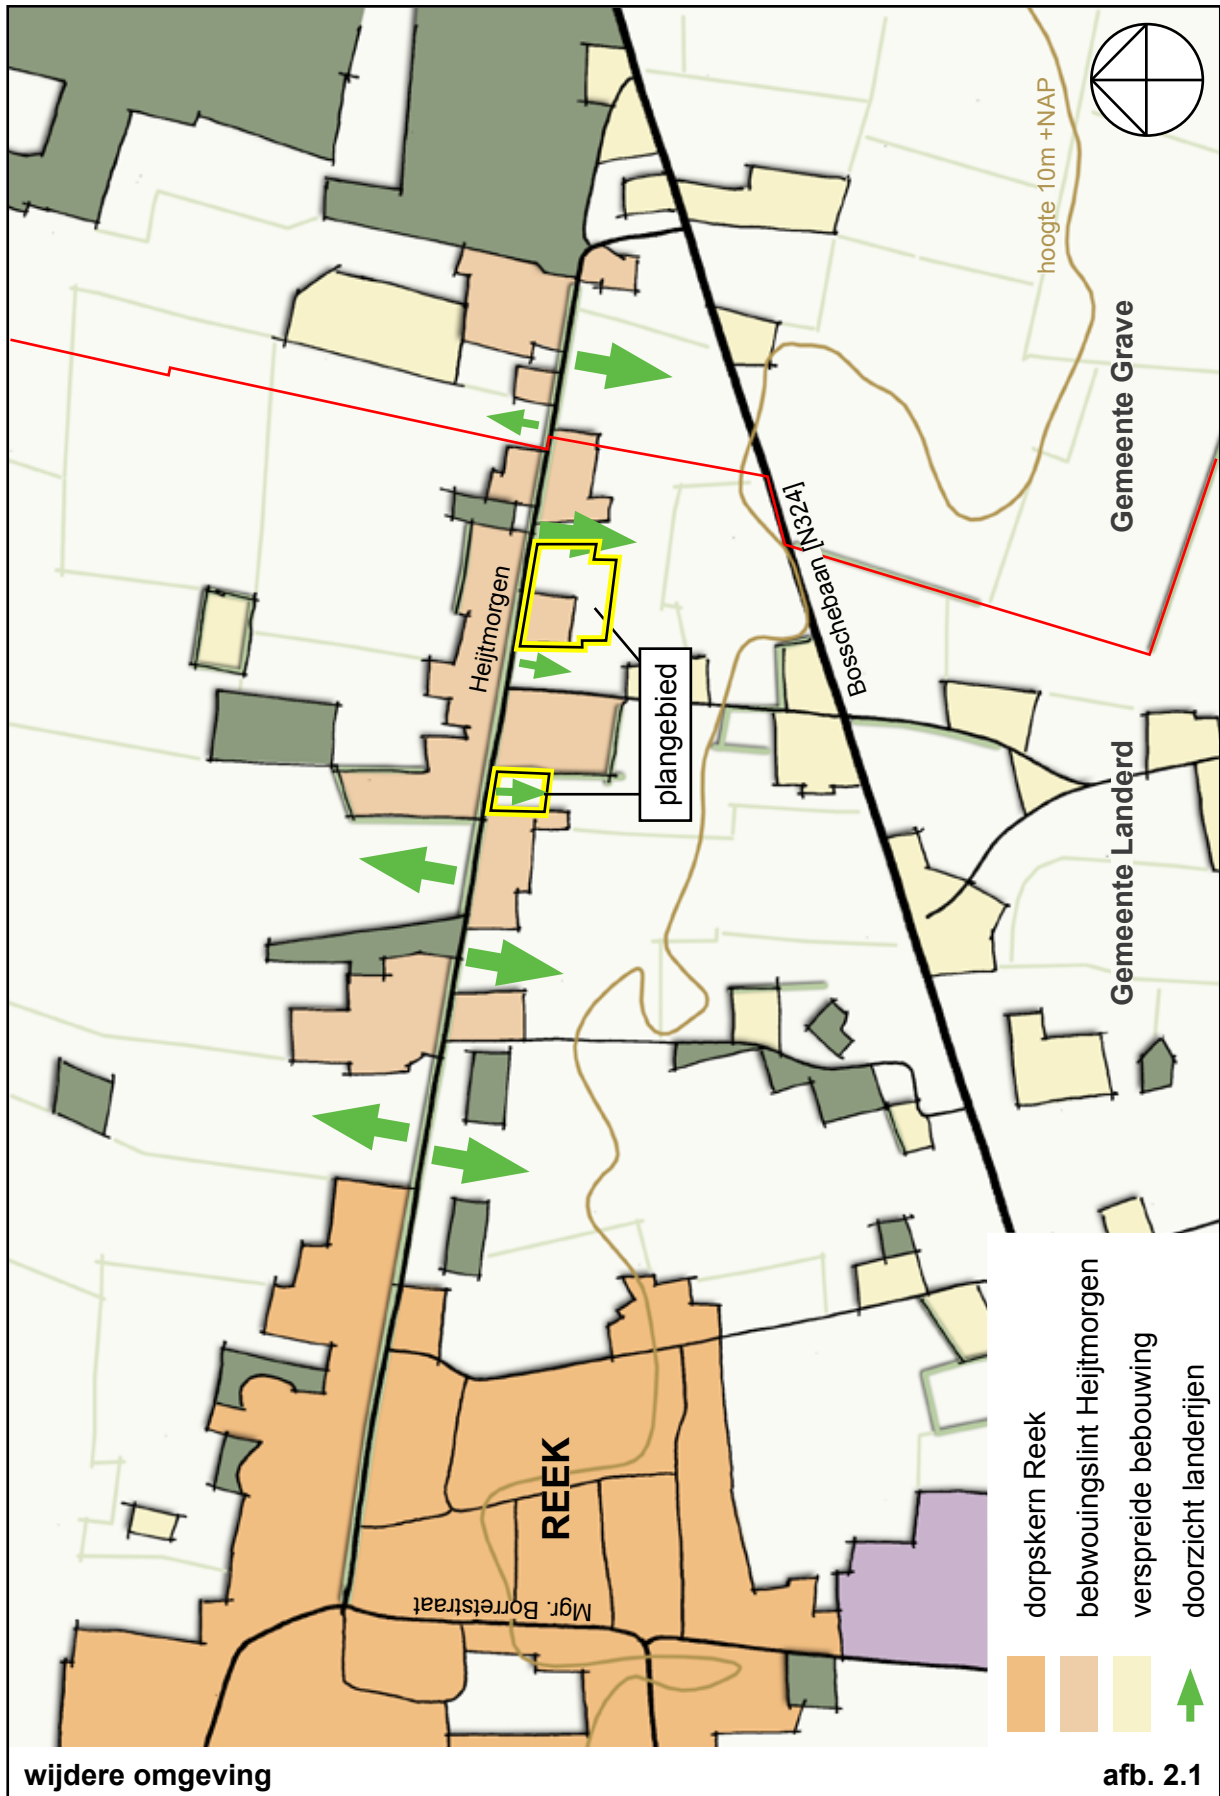 hoogte 10m +NAP
Gemeente Grave
Heijtmorgen
Bosschebaan [N324]
plangebied
Gemeente Landerd
REEK
Mgr. Borretstraat
dorpskern Reek
bebwouingslint Heijtmorgen
verspreide bebouwing
doorzicht landerijen
wijdere omgeving
afb. 2.1